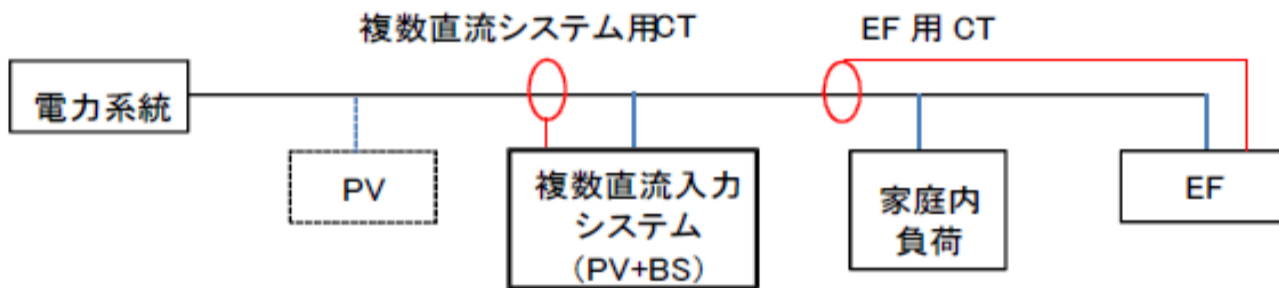 複数直流システム用CT
EF 用 CT
電力系統
PV
複数直流入力
システム
(PV+BS)
家庭内
負荷
EF